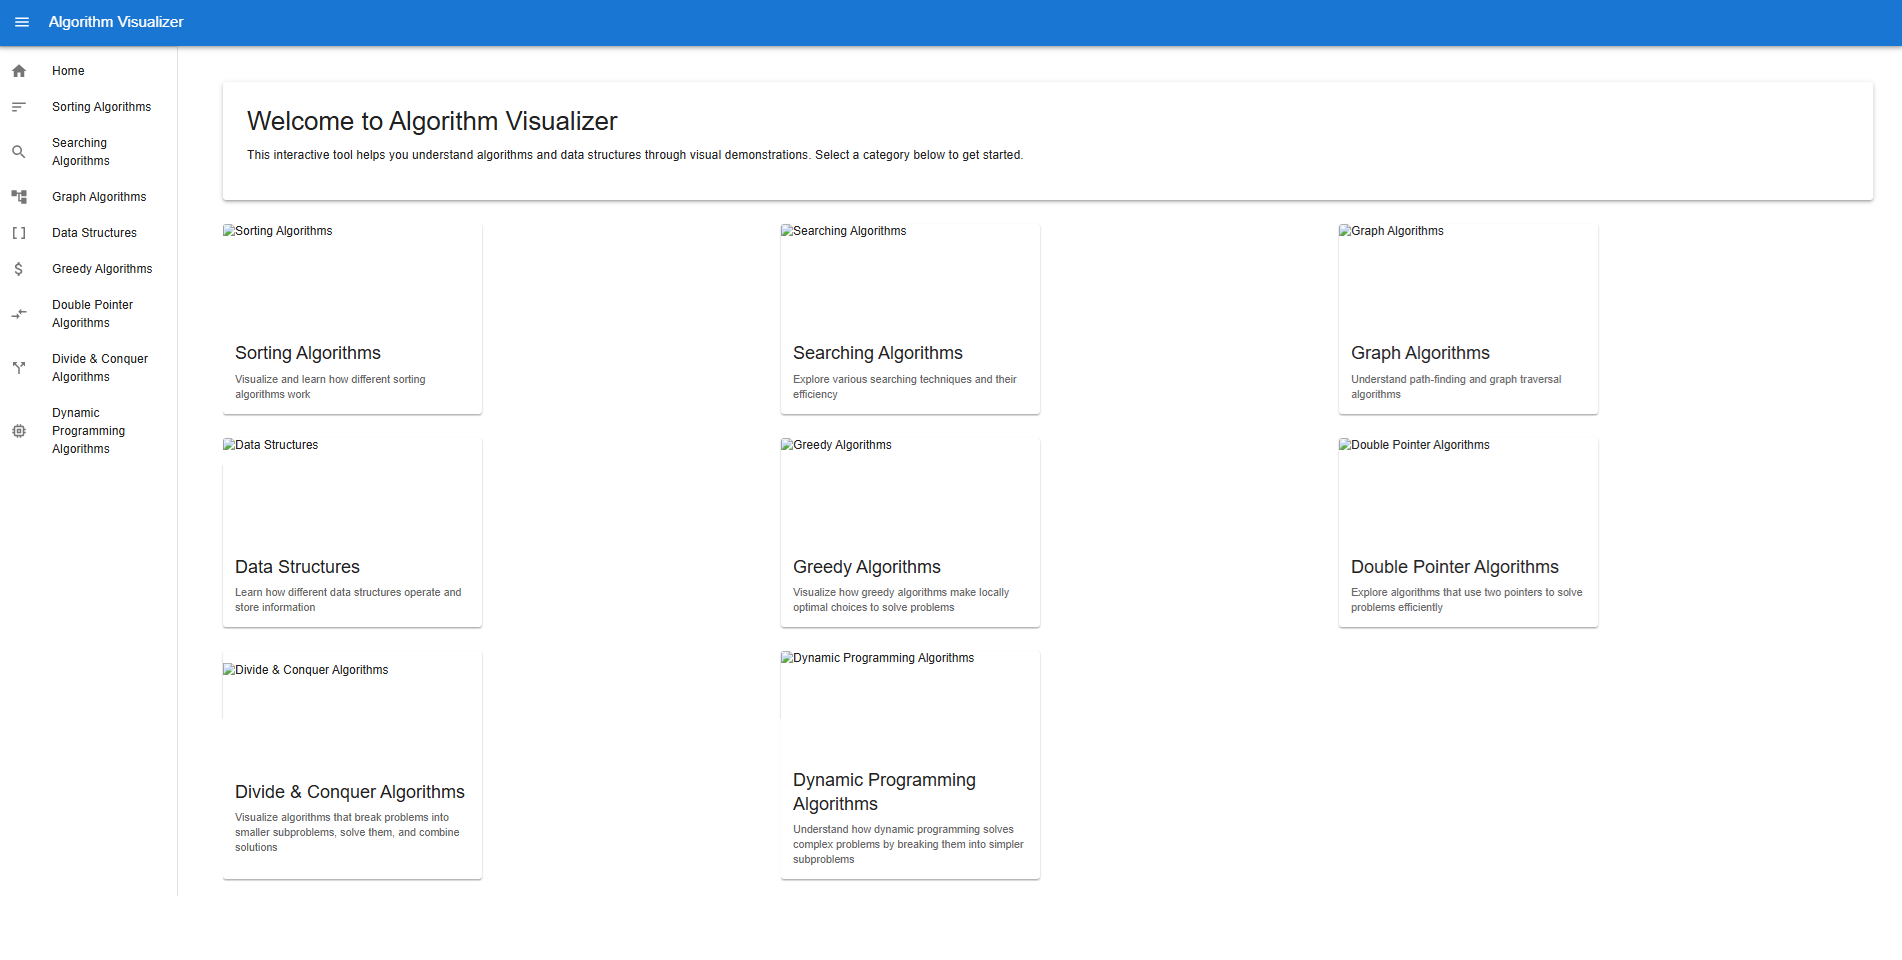 Algorithm Visualizer
Home
Sorting Algorithms
Searching
Algorithms
Graph Algorithms
Data Structures
Greedy Algorithms
Double Pointer
Algorithms
Divide & Conquer
Algorithms
Dynamic
Programming
Algorithms
Welcome to Algorithm Visualizer
This interactive tool helps you understand algorithms and data structures through visual demonstrations. Select a category below to get started.
Sorting Algorithms
Sorting Algorithms
Visualize and learn how different sorting
algorithms work
Searching Algorithms
Searching Algorithms
Explore various searching techniques and their
efficiency
Graph Algorithms
Graph Algorithms
Understand path-finding and graph traversal
algorithms
Data Structures
Data Structures
Learn how different data structures operate and
store information
Greedy Algorithms
Greedy Algorithms
Visualize how greedy algorithms make locally
optimal choices to solve problems
Double Pointer Algorithms
Double Pointer Algorithms
Explore algorithms that use two pointers to solve
problems efficiently
Divide & Conquer Algorithms
Divide & Conquer Algorithms
Visualize algorithms that break problems into
smaller subproblems, solve them, and combine
solutions
Dynamic Programming Algorithms
Dynamic Programming
Algorithms
Understand how dynamic programming solves
complex problems by breaking them into simpler
subproblems